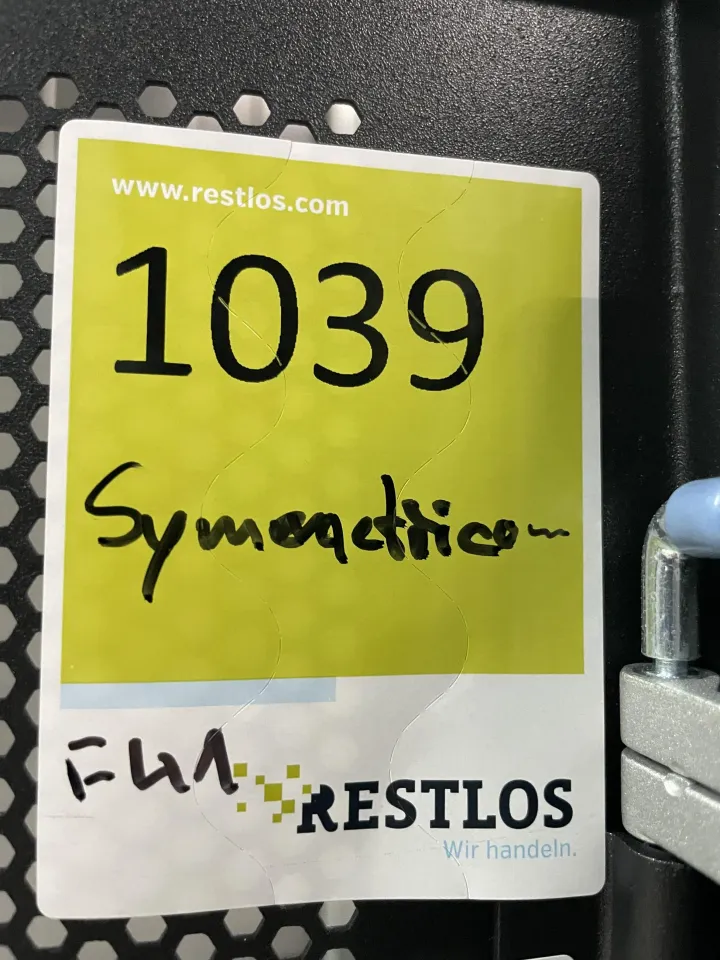 www.restlos.com
1039
Symmetricom
F41
RESTLOS
Wir handeln.